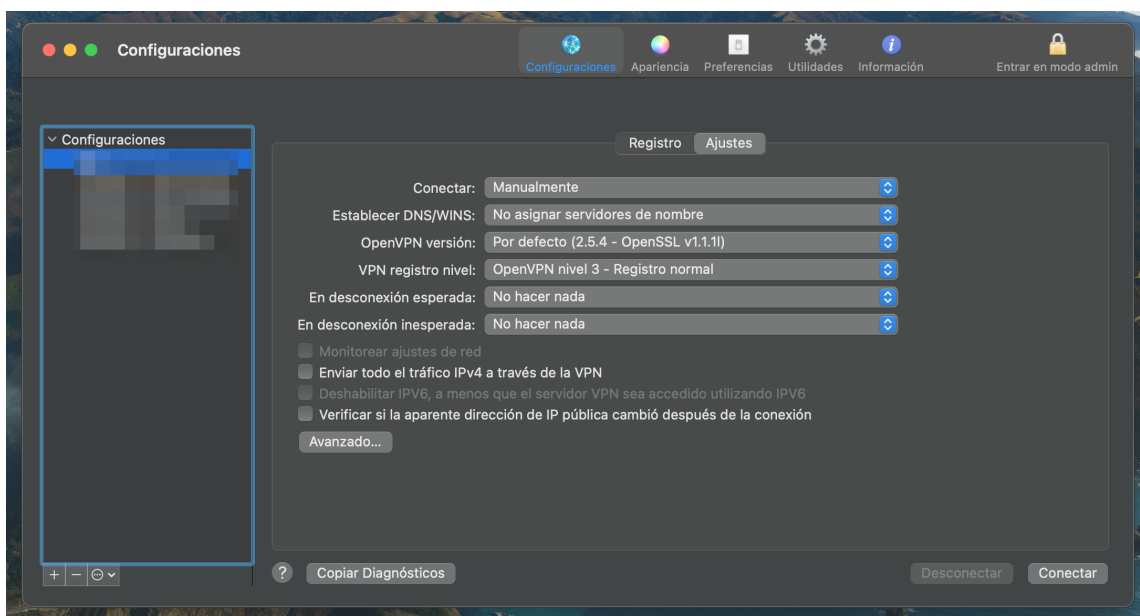 Configuraciones
Configuraciones Apariencia Preferencias Utilidades Información Entrar en modo admin
Configuraciones
Registro Ajustes
Conectar: Manualmente
Establecer DNS/WINS: No asignar servidores de nombre
OpenVPN versión: Por defecto (2.5.4 - OpenSSL v1.1.1l)
VPN registro nivel: OpenVPN nivel 3 - Registro normal
En desconexión esperada: No hacer nada
En desconexión inesperada: No hacer nada
Monitorear ajustes de red
Enviar todo el tráfico IPv4 a través de la VPN
Deshabilitar IPV6, a menos que el servidor VPN sea accedido utilizando IPV6
Verificar si la aparente dirección de IP pública cambió después de la conexión
Avanzado...
? Copiar Diagnósticos Desconectar Conectar